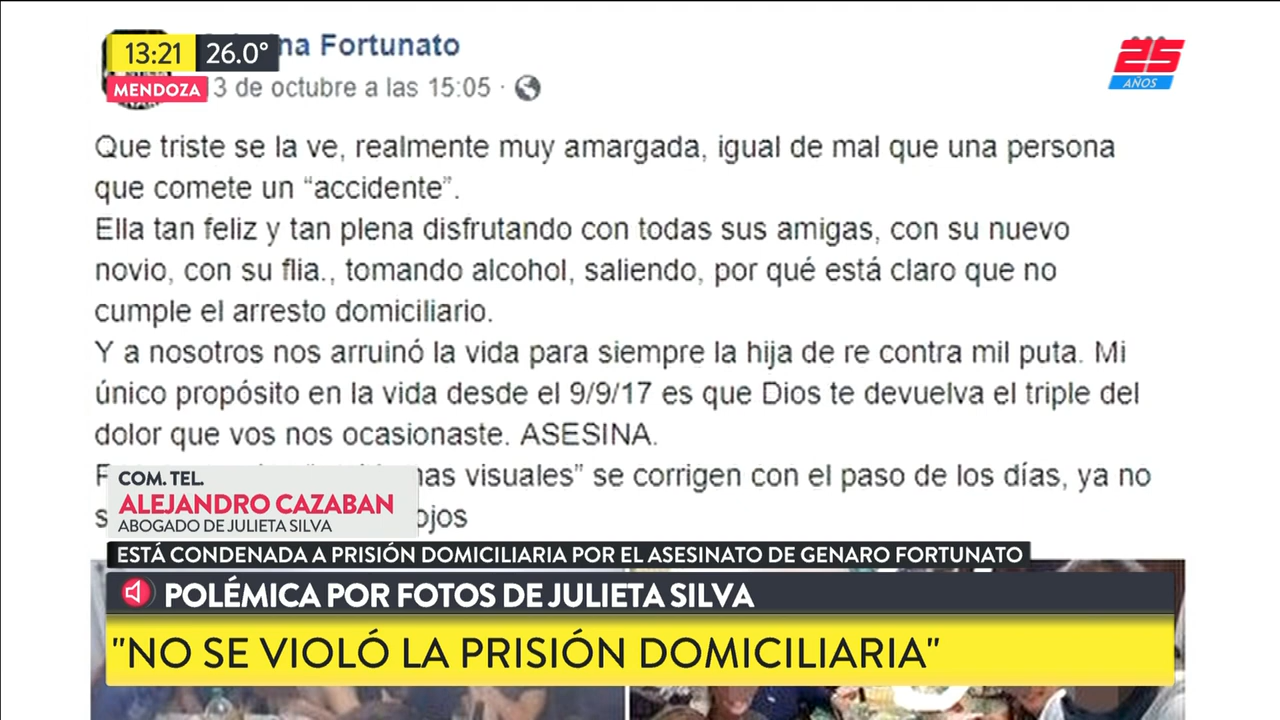 13:21 26.0°
MENDOZA
na Fortunato
3 de octubre a las 15:05 ·
25
AÑOS
Que triste se la ve, realmente muy amargada, igual de mal que una persona
que comete un “accidente”.
Ella tan feliz y tan plena disfrutando con todas sus amigas, con su nuevo
novio, con su flia., tomando alcohol, saliendo, por qué está claro que no
cumple el arresto domiciliario.
Y a nosotros nos arruinó la vida para siempre la hija de re contra mil puta. Mi
único propósito en la vida desde el 9/9/17 es que Dios te devuelva el triple del
dolor que vos nos ocasionaste. ASESINA.
visuales” se corrigen con el paso de los días, ya no
COM. TEL.
ALEJANDRO CAZABAN
ABOGADO DE JULIETA SILVA
ESTÁ CONDENADA A PRISIÓN DOMICILIARIA POR EL ASESINATO DE GENARO FORTUNATO
POLÉMICA POR FOTOS DE JULIETA SILVA
"NO SE VIOLÓ LA PRISIÓN DOMICILIARIA"